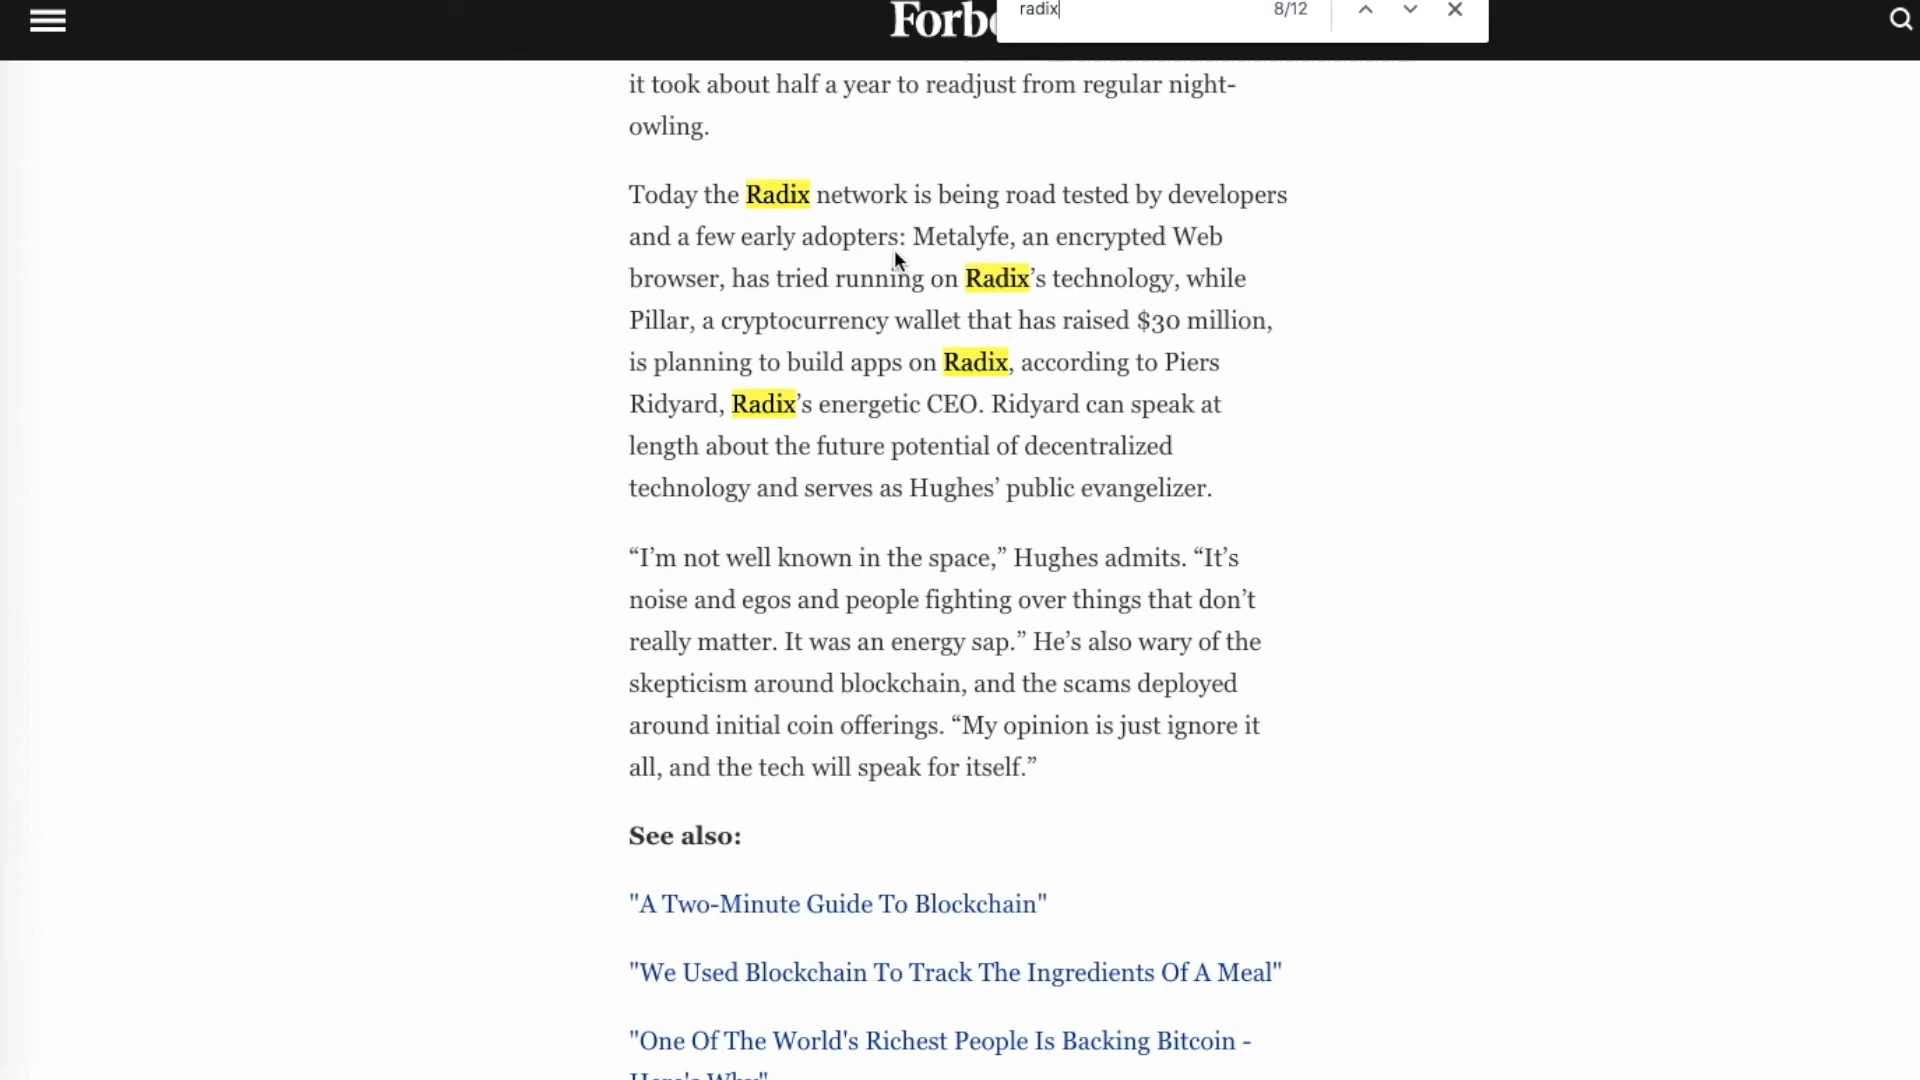 Forb
radix
8/12
it took about half a year to readjust from regular night-
owling.
Today the Radix network is being road tested by developers
and a few early adopters: Metalyfe, an encrypted Web
browser, has tried running on Radix’s technology, while
Pillar, a cryptocurrency wallet that has raised $30 million,
is planning to build apps on Radix, according to Piers
Ridyard, Radix’s energetic CEO. Ridyard can speak at
length about the future potential of decentralized
technology and serves as Hughes’ public evangelizer.
“I’m not well known in the space,” Hughes admits. “It’s
noise and egos and people fighting over things that don’t
really matter. It was an energy sap.” He’s also wary of the
skepticism around blockchain, and the scams deployed
around initial coin offerings. “My opinion is just ignore it
all, and the tech will speak for itself.”
See also:
"A Two-Minute Guide To Blockchain"
"We Used Blockchain To Track The Ingredients Of A Meal"
"One Of The World's Richest People Is Backing Bitcoin -
Here's Why"